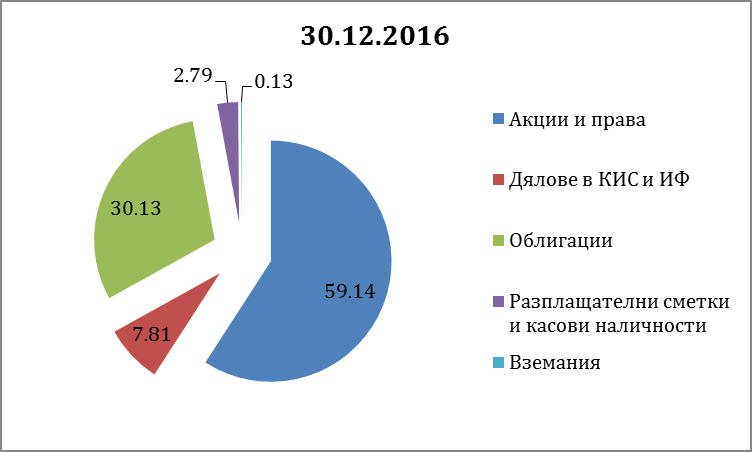 30.12.2016
2.79
0.13
30.13
59.14
7.81
Акции и права
Дялове в КИС и ИФ
Облигации
Разплащателни сметки
и касови наличности
Вземания